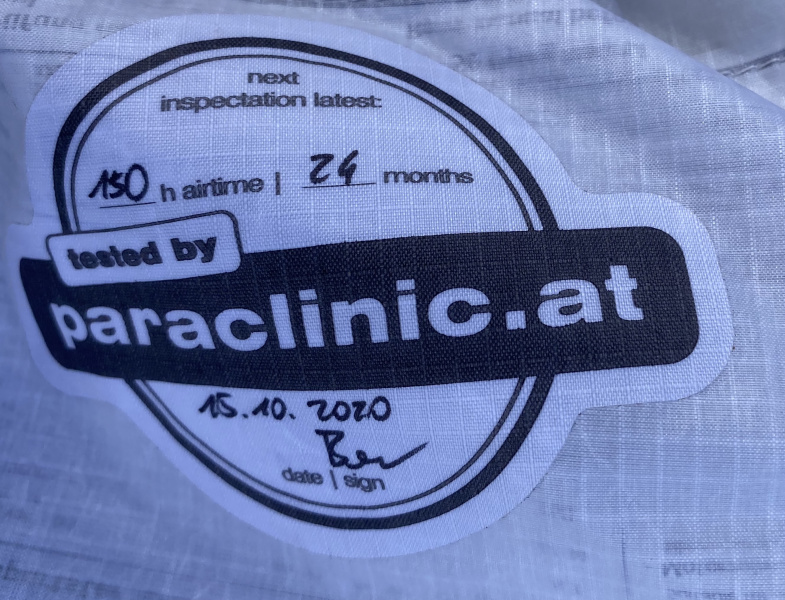 next
inspectation latest:
150 h airtime | 24 months
tested by
paraclinic.at
15.10.2020
date | sign